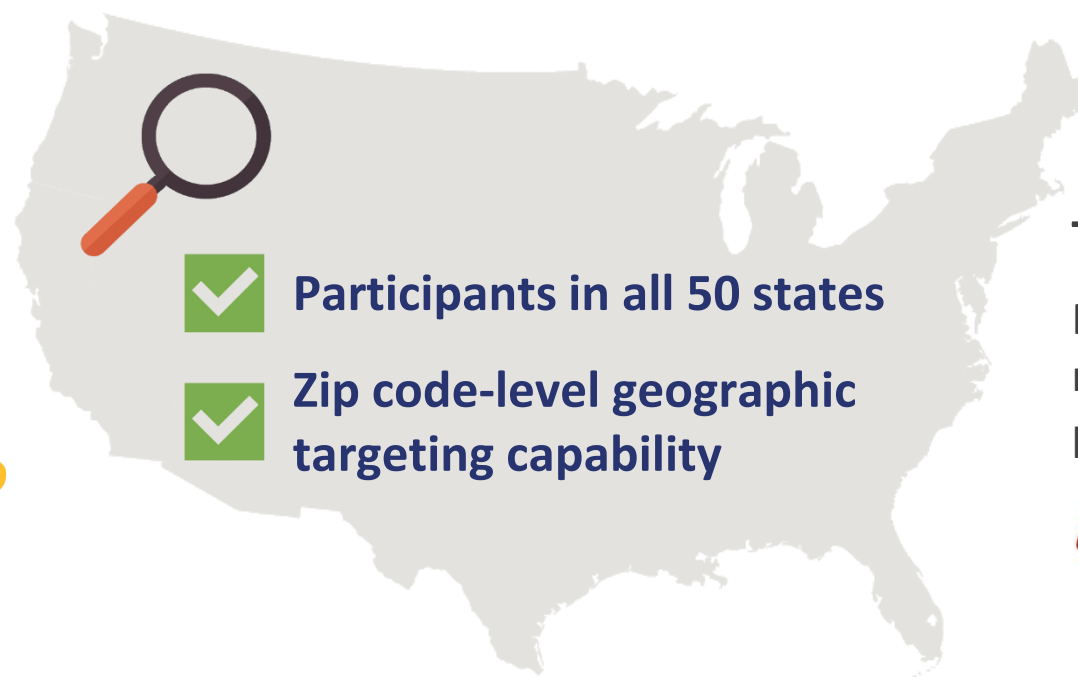 Participants in all 50 states
Zip code-level geographic
targeting capability